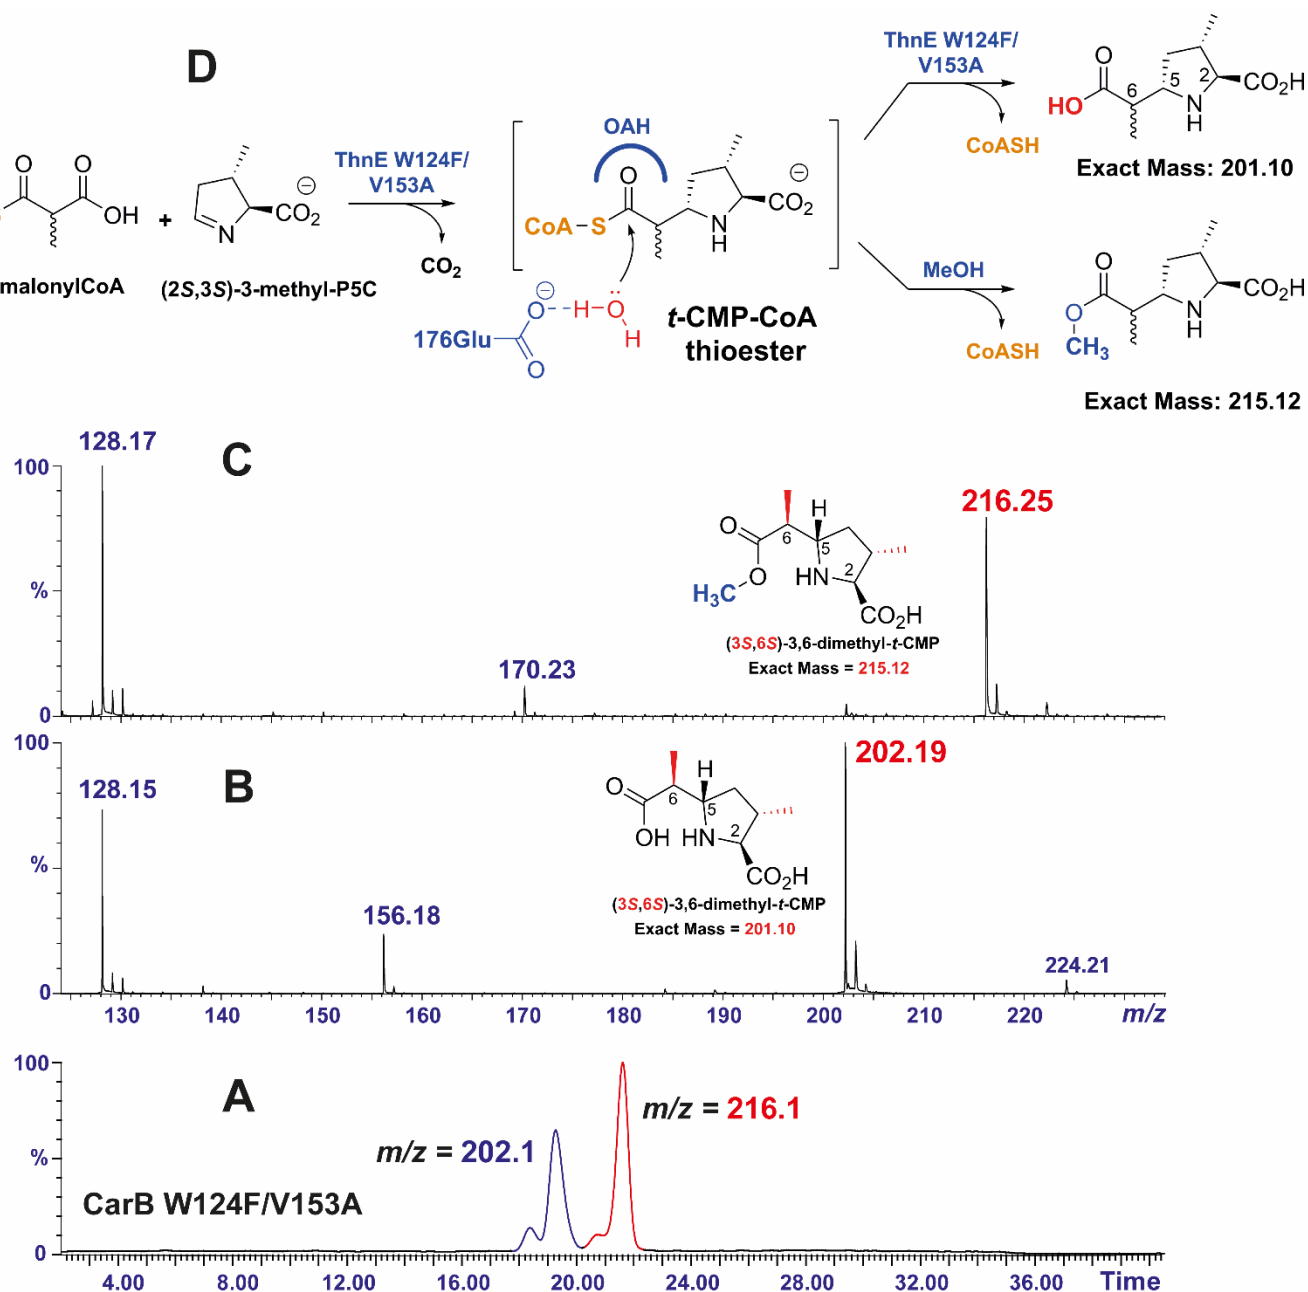 D
ThnE W124F/
V153A
O
O
OH
malonylCoA
+
N
CO2
⊖
(2S,3S)-3-methyl-P5C
ThnE W124F/
V153A
CO2
OAH
O
CoA–S
N
H
CO2
⊖
176Glu
O
⊖
O
H
O
H
t-CMP-CoA
thioester
CoASH
O
HO
6
5
2
N
H
CO2H
Exact Mass: 201.10
MeOH
CoASH
O
O
CH3
N
H
CO2H
Exact Mass: 215.12
C
128.17
100
%
0
170.23
216.25
O
O
H3C
6
H
5
HN
2
CO2H
(3S,6S)-3,6-dimethyl-t-CMP
Exact Mass = 215.12
B
100
128.15
%
0
156.18
202.19
224.21
O
OH
6
H
5
HN
2
CO2H
(3S,6S)-3,6-dimethyl-t-CMP
Exact Mass = 201.10
130 140 150 160 170 180 190 200 210 220 m/z
A
100
%
0
m/z = 216.1
m/z = 202.1
CarB W124F/V153A
4.00 8.00 12.00 16.00 20.00 24.00 28.00 32.00 36.00 Time